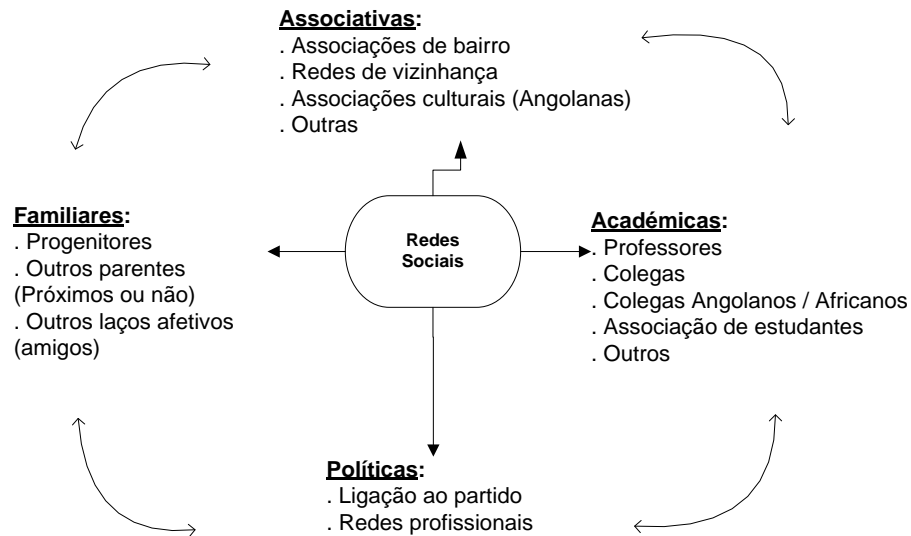 Associativas:
. Associações de bairro
. Redes de vizinhança
. Associações culturais (Angolanas)
. Outras
Familiares:
. Progenitores
. Outros parentes
(Próximos ou não)
. Outros laços afetivos
(amigos)
Redes
Sociais
Académicas:
. Professores
. Colegas
. Colegas Angolanos / Africanos
. Associação de estudantes
. Outros
Políticas:
. Ligação ao partido
. Redes profissionais